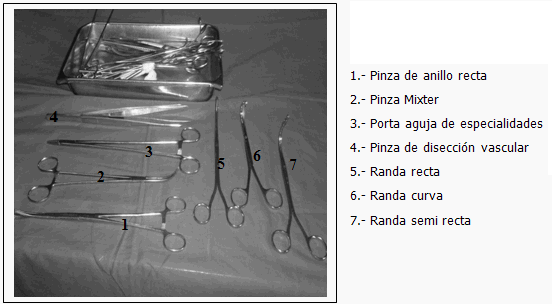 1.- Pinza de anillo recta
2.- Pinza Mixter
3.- Porta aguja de especialidades
4.- Pinza de disección vascular
5.- Randa recta
6.- Randa curva
7.- Randa semi recta
4
3
2
1
5
6
7